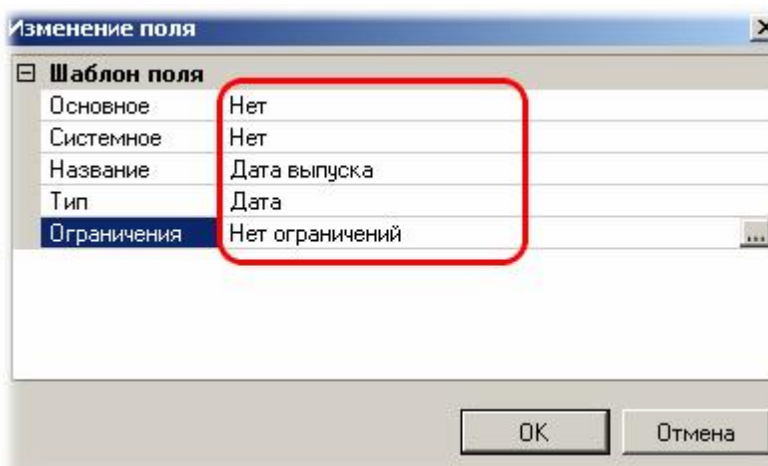 Изменение поля
Шаблон поля
Основное Нет
Системное Нет
Название Дата выпуска
Тип Дата
Ограничения Нет ограничений ...
OK Отмена